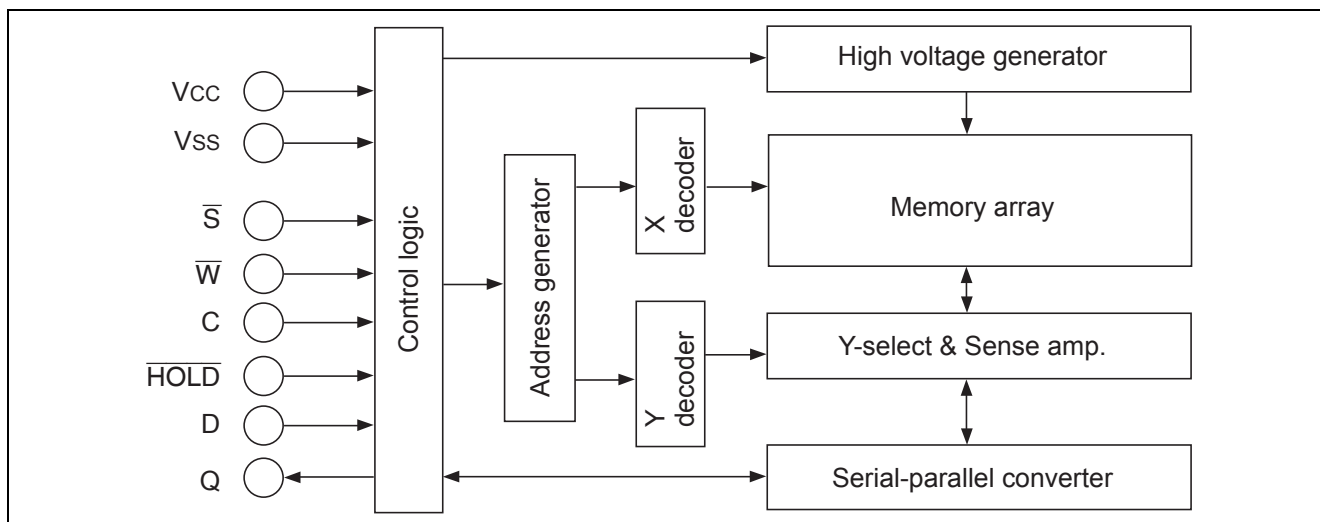 VCC
VSS
S̅
W̅
C
H̅O̅L̅D̅
D
Q
Control logic
Address generator
X
decoder
Y
decoder
High voltage generator
Memory array
Y-select & Sense amp.
Serial-parallel converter